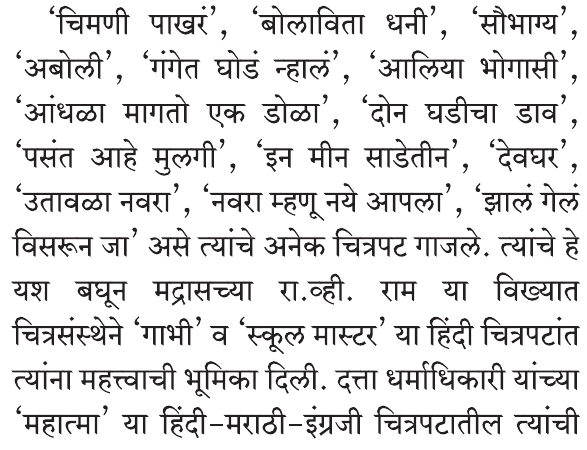 ‘चिमणी पाखरं’, ‘बोलाविता धनी’, ‘सौभाग्य’,
‘अबोली’, ‘गंगेत घोडं न्हालं’, ‘आलिया भोगासी’,
‘आंधळा मागतो एक डोळा’, ‘दोन घडीचा डाव’,
‘पसंत आहे मुलगी’, ‘इन मीन साडेतीन’, ‘देवघर’,
‘उतावळा नवरा’, ‘नवरा म्हणू नये आपला’, ‘झालं गेलं
विसरून जा’ असे त्यांचे अनेक चित्रपट गाजले. त्यांचे हे
यश बघून मद्रासच्या रा.व्ही. राम या विख्यात
चित्रसंस्थेने ‘गाभी’ व ‘स्कूल मास्टर’ या हिंदी चित्रपटांत
त्यांना महत्त्वाची भूमिका दिली. दत्ता धर्माधिकारी यांच्या
‘महात्मा’ या हिंदी-मराठी-इंग्रजी चित्रपटातील त्यांची